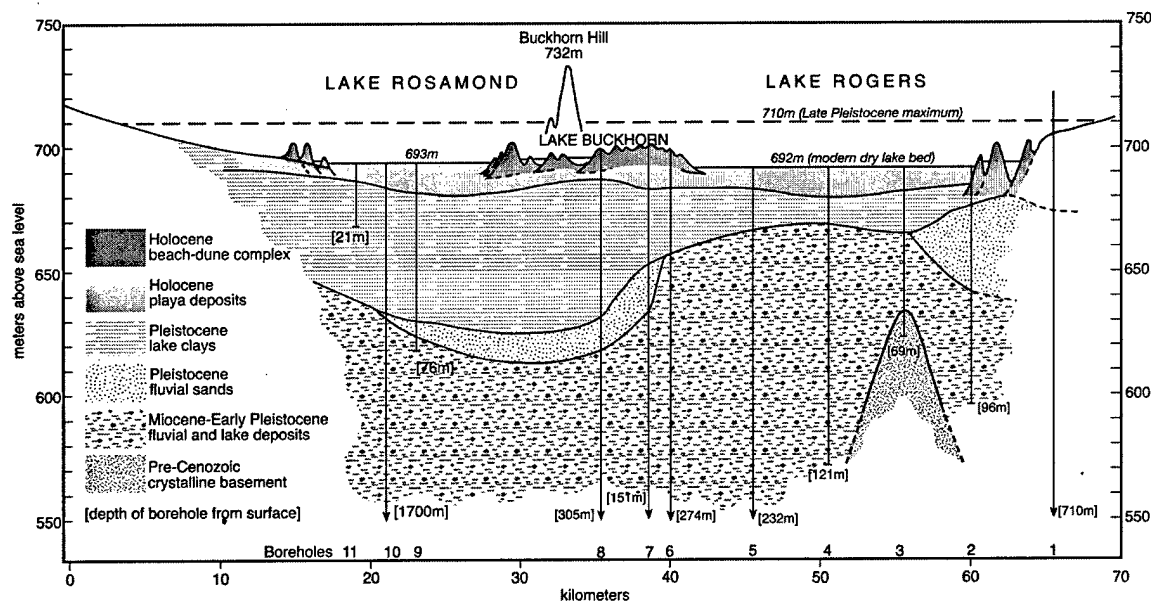 750
700
650
600
550
meters above sea level
Buckhorn Hill
732m
LAKE ROSAMOND
LAKE ROGERS
710m (Late Pleistocene maximum)
LAKE BUCKHORN
693m
692m (modern dry lake bed)
Holocene
beach-dune complex
Holocene
playa deposits
Pleistocene
lake clays
Pleistocene
fluvial sands
Miocene-Early Pleistocene
fluvial and lake deposits
Pre-Cenozoic
crystalline basement
[depth of borehole from surface]
[21m]
[76m]
[1700m]
[305m]
[151m]
[274m]
[232m]
[121m]
[69m]
[96m]
[710m]
Boreholes 11 10 9 8 7 6 5 4 3 2 1
0 10 20 30 40 50 60 70
kilometers
750
700
650
600
550